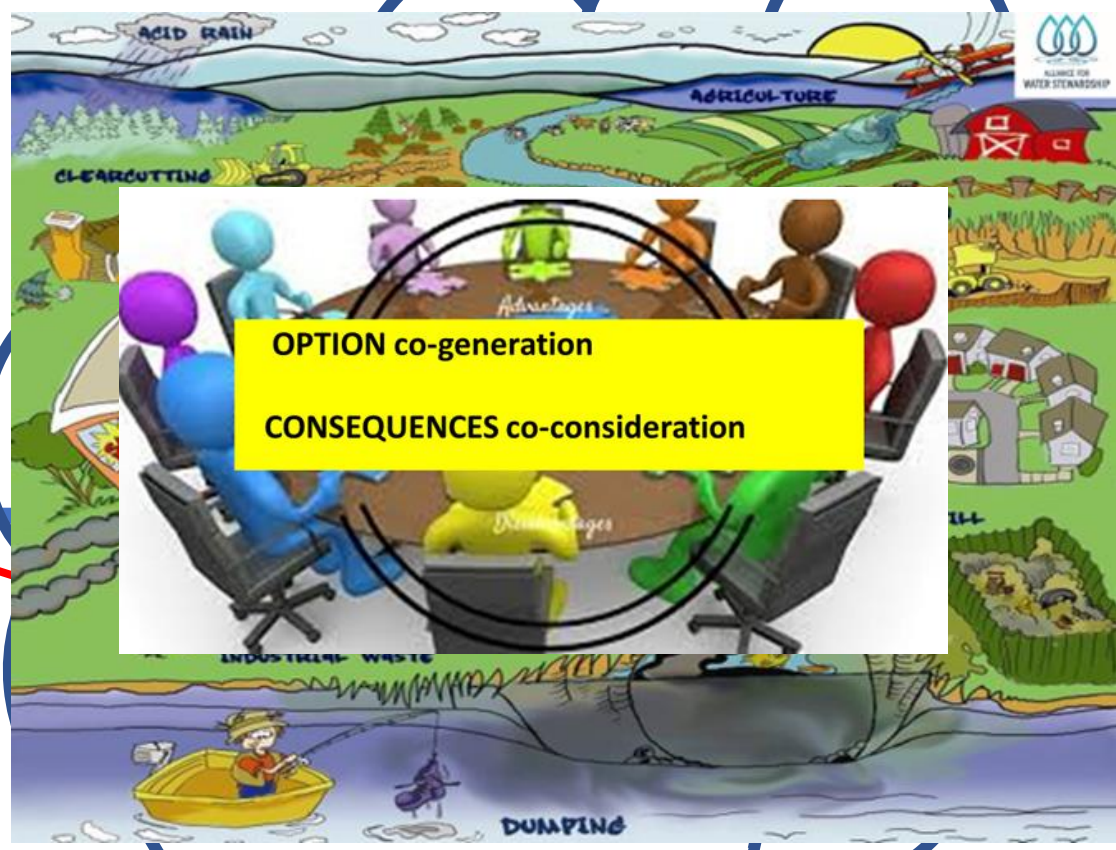 ACID RAIN
ALLIANCE FOR
WATER STEWARDSHIP
AGRICULTURE
CLEARCUTTING
Advantages
OPTION co-generation
CONSEQUENCES co-consideration
Disadvantages
ILL
INDUSTRIAL WASTE
DUMPING